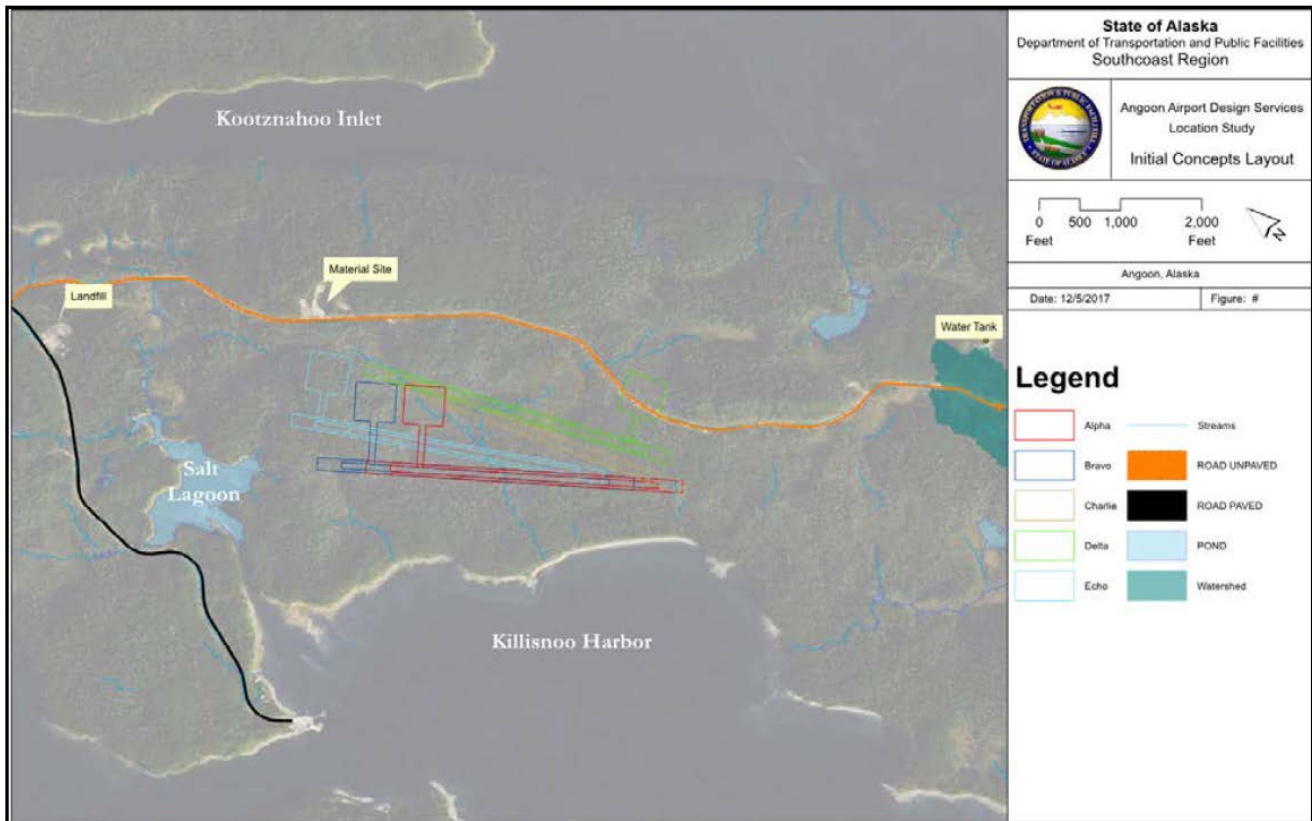 Kootznahoo Inlet
Material Site
Landfill
Water Tank
Salt
Lagoon
Killisnoo Harbor
State of Alaska
Department of Transportation and Public Facilities
Southcoast Region
Angoon Airport Design Services
Location Study
Initial Concepts Layout
0 500 1,000 2,000
Feet Feet
N
Angoon, Alaska
Date: 12/5/2017 Figure: #
Legend
Alpha Streams
Bravo ROAD UNPAVED
Charlie ROAD PAVED
Delta POND
Echo Watershed